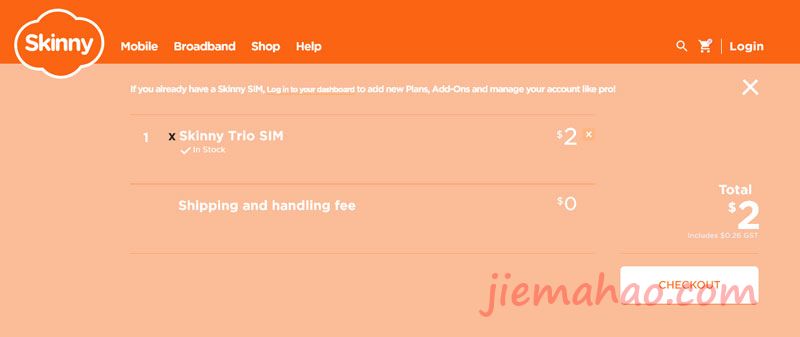 Skinny
Mobile Broadband Shop Help Login
If you already have a Skinny SIM, Log in to your dashboard to add new Plans, Add-Ons and manage your account like pro!
1 x Skinny Trio SIM $2 x
In Stock
Shipping and handling fee $0
Total
$2
Includes $0.26 GST
CHECKOUT
jiemahao.com